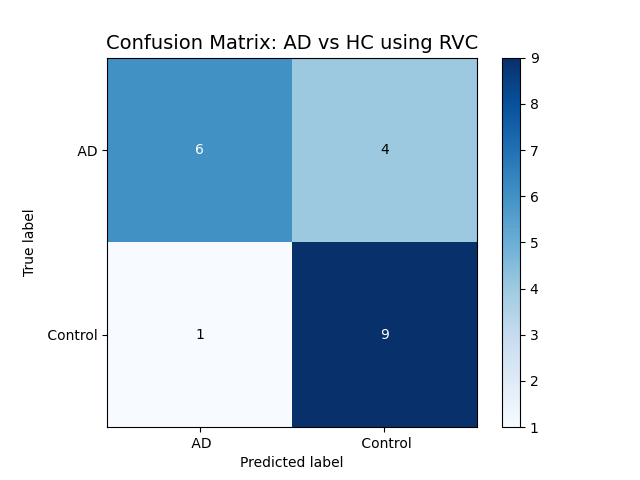 Confusion Matrix: AD vs HC using RVC
True label
AD
Control
6
4
1
9
AD
Control
Predicted label
9
8
7
6
5
4
3
2
1